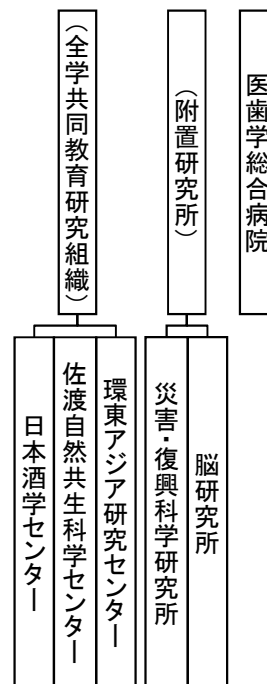 医歯学総合病院
（附置研究所）
脳研究所
災害・復興科学研究所
（全学共同教育研究組織）
環東アジア研究センター
佐渡自然共生科学センター
日本酒学センター